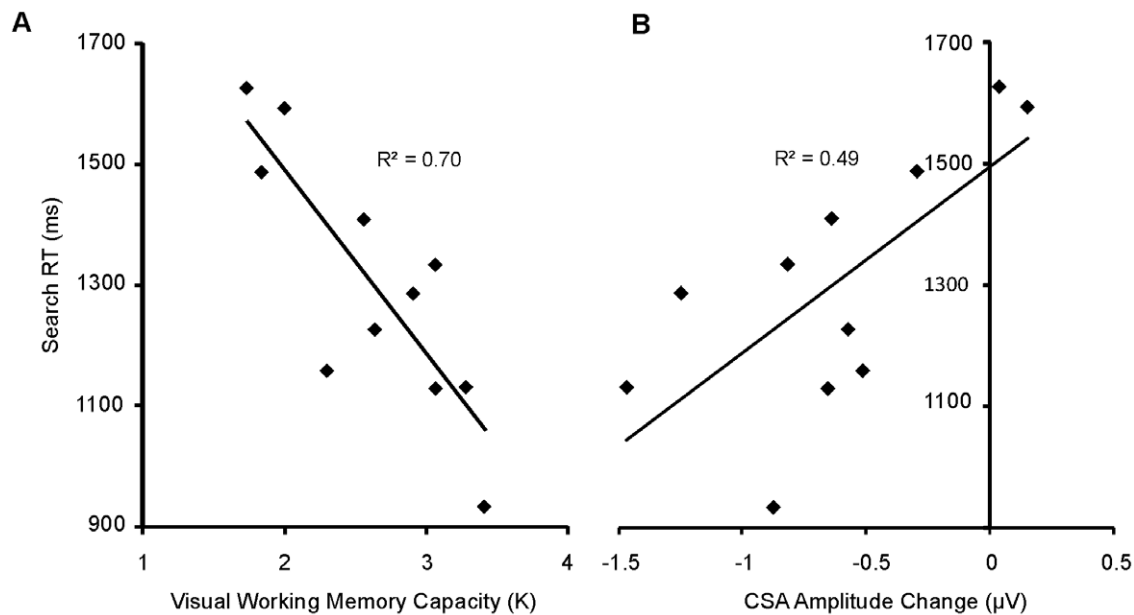 A
B
1700
1500
1300
1100
900
Search RT (ms)
R² = 0.70
1
2
3
4
Visual Working Memory Capacity (K)
1700
1500
1300
1100
R² = 0.49
-1.5
-1
-0.5
0
0.5
CSA Amplitude Change (μV)